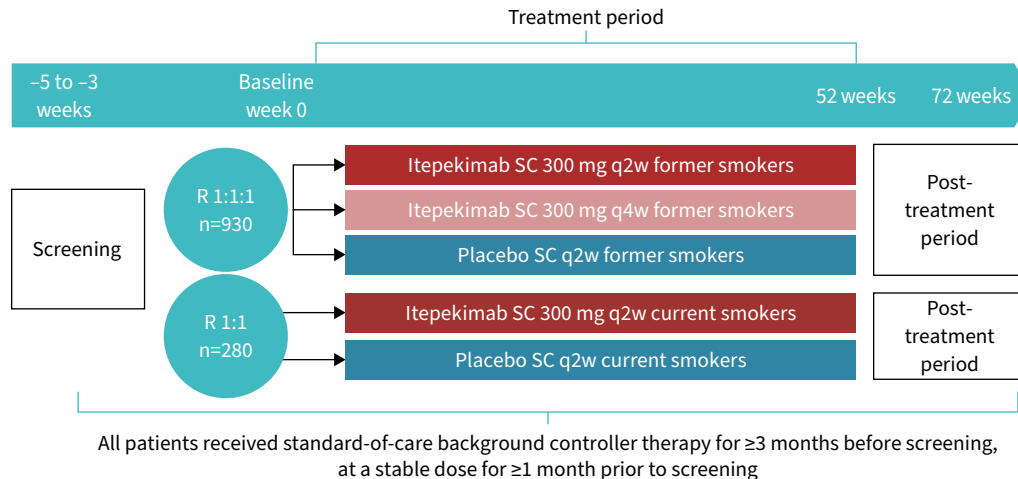 Treatment period
–5 to –3
weeks
Baseline
week 0
52 weeks
72 weeks
Screening
R 1:1:1
n=930
Itepekimab SC 300 mg q2w former smokers
Itepekimab SC 300 mg q4w former smokers
Placebo SC q2w former smokers
Post-
treatment
period
R 1:1
n=280
Itepekimab SC 300 mg q2w current smokers
Placebo SC q2w current smokers
Post-
treatment
period
All patients received standard-of-care background controller therapy for ≥3 months before screening,
at a stable dose for ≥1 month prior to screening